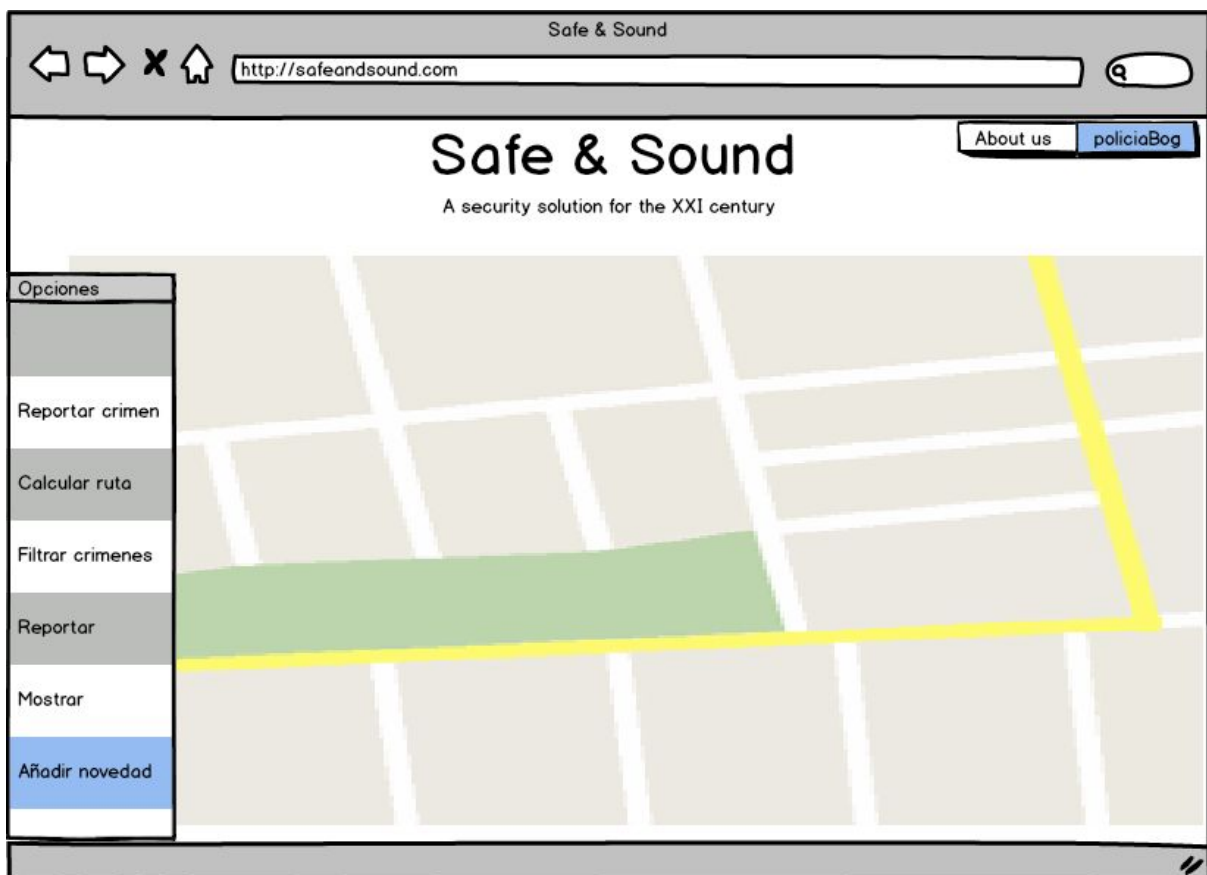 Safe & Sound
http://safeandsound.com
About us
policiaBog
Safe & Sound
A security solution for the XXI century
Opciones
Reportar crimen
Calcular ruta
Filtrar crimenes
Reportar
Mostrar
Añadir novedad